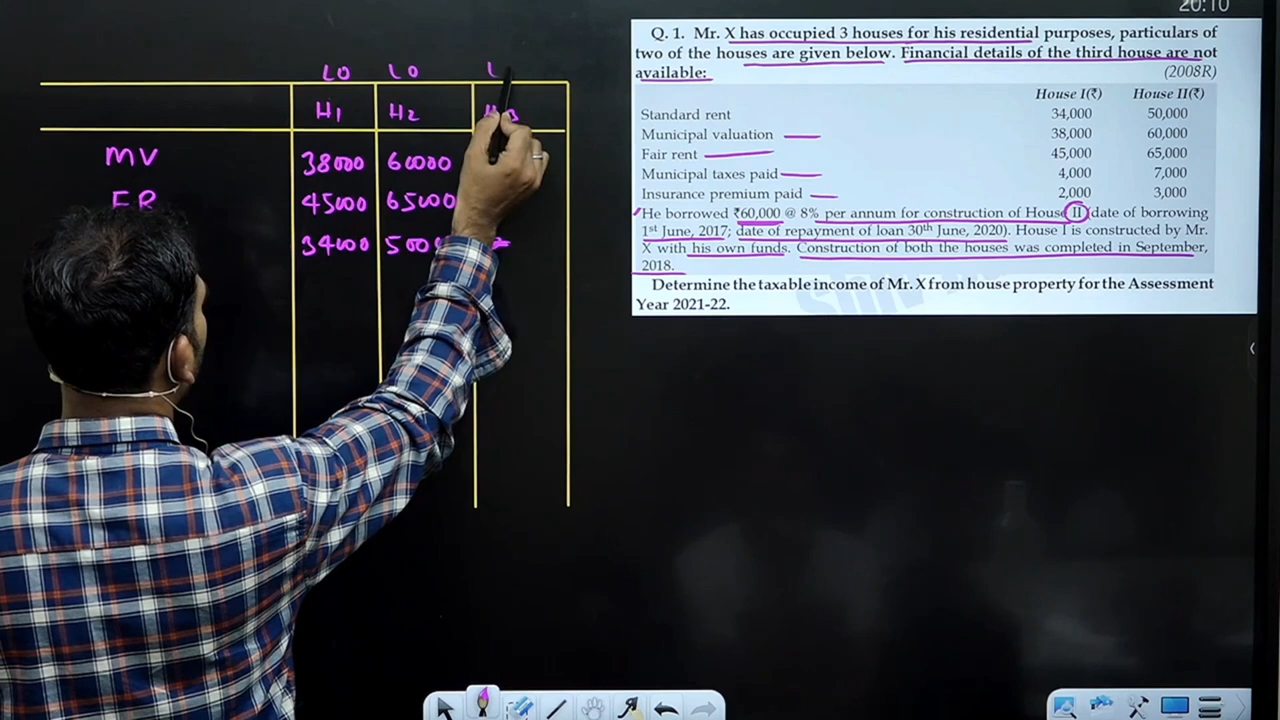 20:10
LO LO L
H1 H2
MV 38000 60000
FR 45000 65000
34000
Q. 1. Mr. X has occupied 3 houses for his residential purposes, particulars of
two of the houses are given below. Financial details of the third house are not
available: (2008R)
House I(₹) House II(₹)
Standard rent 34,000 50,000
Municipal valuation 38,000 60,000
Fair rent 45,000 65,000
Municipal taxes paid 4,000 7,000
Insurance premium paid 2,000 3,000
He borrowed ₹60,000 @ 8% per annum for construction of House II (date of borrowing
1st June, 2017; date of repayment of loan 30th June, 2020). House I is constructed by Mr.
X with his own funds. Construction of both the houses was completed in September,
2018.
Determine the taxable income of Mr. X from house property for the Assessment
Year 2021-22.